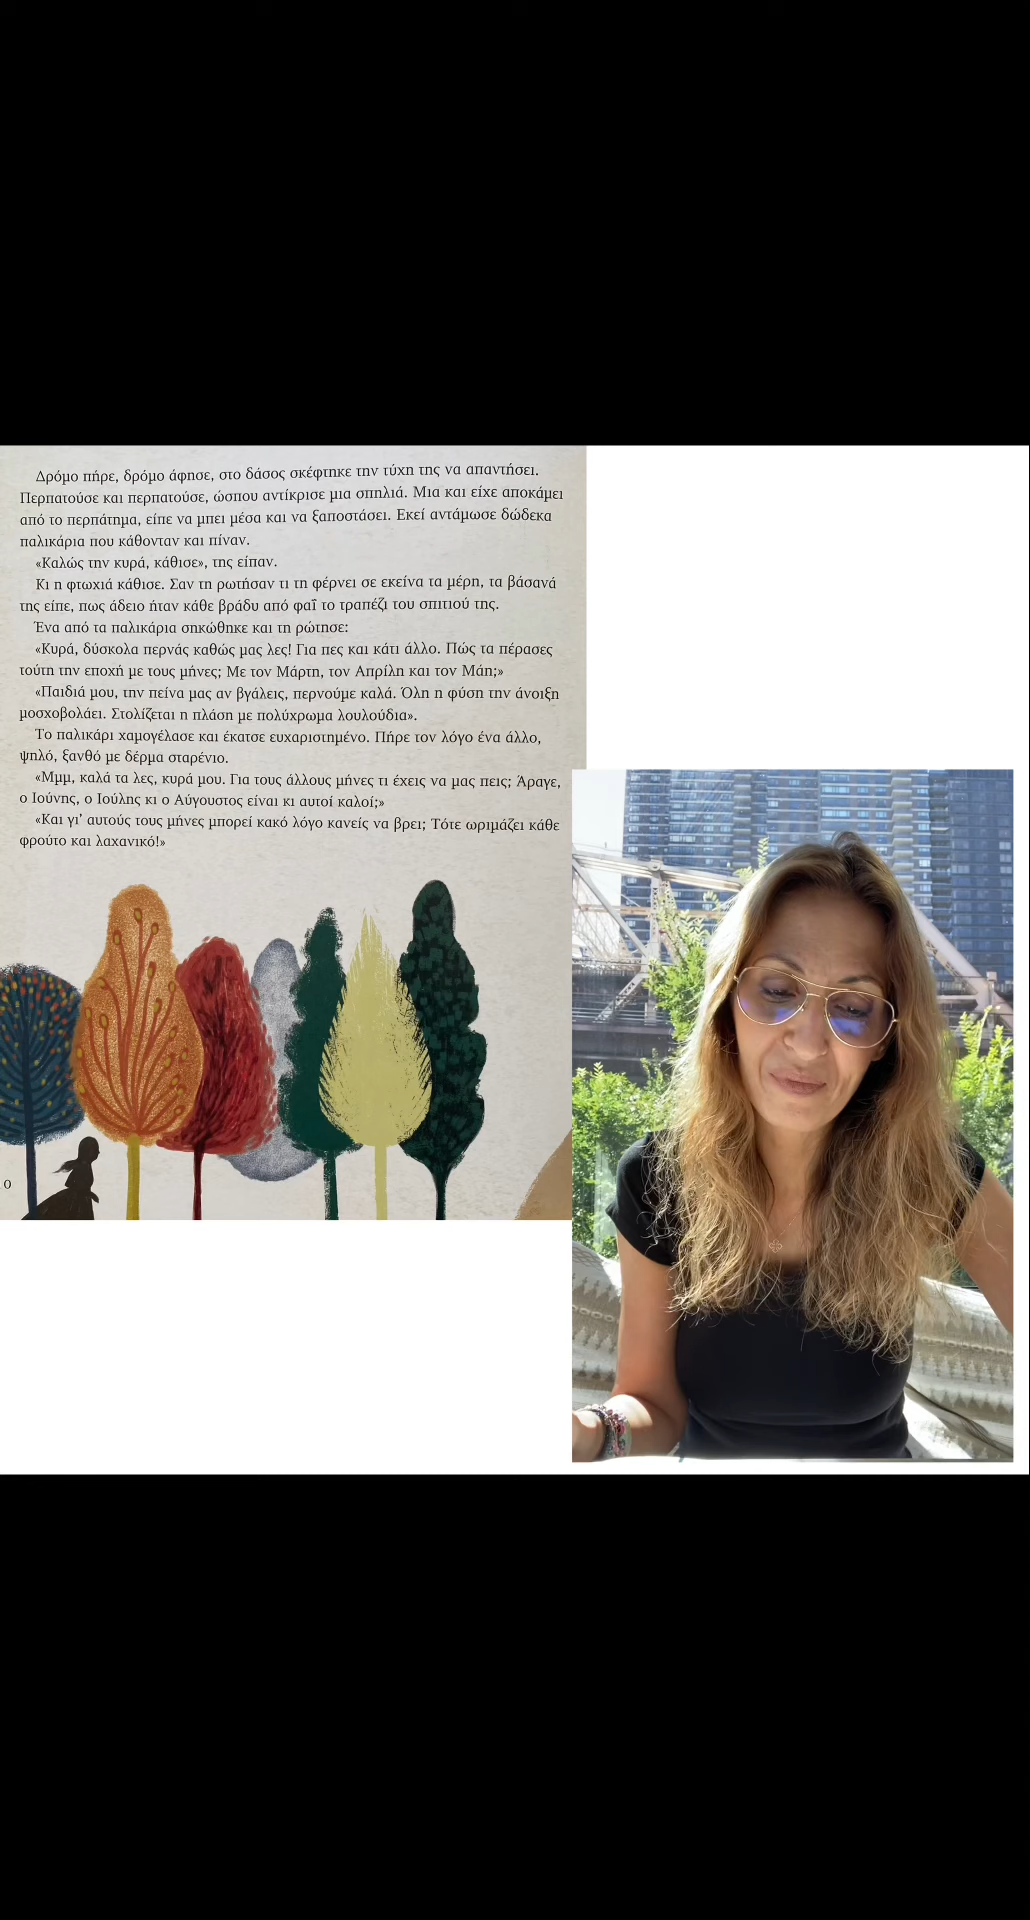 Δρόμο πήρε, δρόμο άφησε, στο δάσος σκέφτηκε την τύχη της να απαντήσει.
Περπατούσε και περπατούσε, ώσπου αντίκρισε μια σπηλιά. Μια και είχε αποκάμει
από το περπάτημα, είπε να μπει μέσα και να ξαποστάσει. Εκεί αντάμωσε δώδεκα
παλικάρια που κάθονταν και πίναν.
«Καλώς την κυρά, κάθισε», της είπαν.
Κι η φτωχιά κάθισε. Σαν τη ρωτήσαν τι τη φέρνει σε εκείνα τα μέρη, τα βάσανά
της είπε, πως άδειο ήταν κάθε βράδυ από φαΐ το τραπέζι του σπιτιού της.
Ένα από τα παλικάρια σηκώθηκε και τη ρώτησε:
«Κυρά, δύσκολα περνάς καθώς μας λες! Για πες και κάτι άλλο. Πώς τα πέρασες
τούτη την εποχή με τους μήνες; Με τον Μάρτη, τον Απρίλη και τον Μάη;»
«Παιδιά μου, την πείνα μας αν βγάλεις, περνούμε καλά. Όλη η φύση την άνοιξη
μοσχοβολάει. Στολίζεται η πλάση με πολύχρωμα λουλούδια».
Το παλικάρι χαμογέλασε και έκατσε ευχαριστημένο. Πήρε τον λόγο ένα άλλο,
ψηλό, ξανθό με δέρμα σταρένιο.
«Μμμ, καλά τα λες, κυρά μου. Για τους άλλους μήνες τι έχεις να μας πεις; Άραγε,
ο Ιούνης, ο Ιούλης κι ο Αύγουστος είναι κι αυτοί καλοί;»
«Και γι' αυτούς τους μήνες μπορεί κακό λόγο κανείς να βρει; Τότε ωριμάζει κάθε
φρούτο και λαχανικό!»